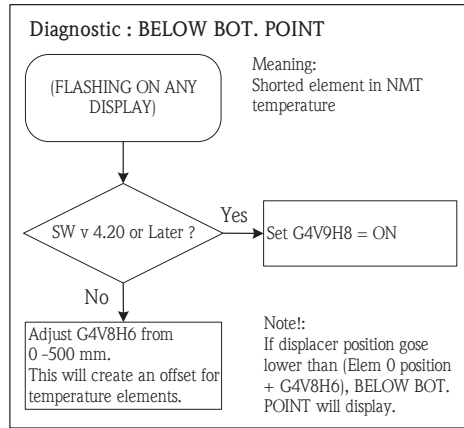 Diagnostic : BELOW BOT. POINT
(FLASHING ON ANY
DISPLAY)
Meaning:
Shorted element in NMT
temperature
SW v 4.20 or Later ?
Yes
Set G4V9H8 = ON
No
Adjust G4V8H6 from
0 -500 mm.
This will create an offset for
temperature elements.
Note!:
If displacer position gose
lower than (Elem 0 position
+ G4V8H6), BELOW BOT.
POINT will display.